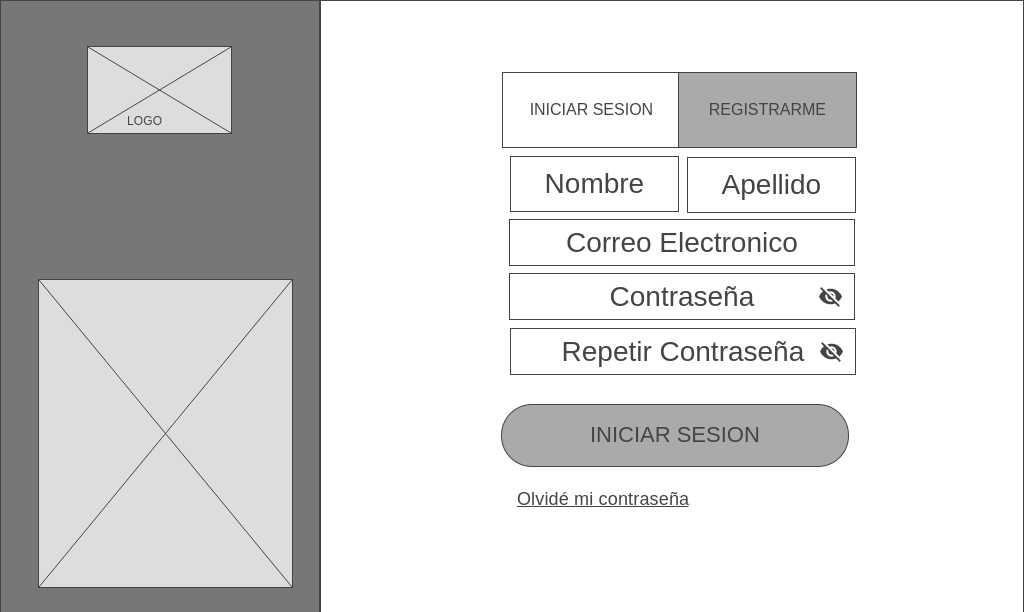 LOGO
INICIAR SESION
REGISTRARME
Nombre
Apellido
Correo Electronico
Contraseña
Repetir Contraseña
INICIAR SESION
Olvidé mi contraseña